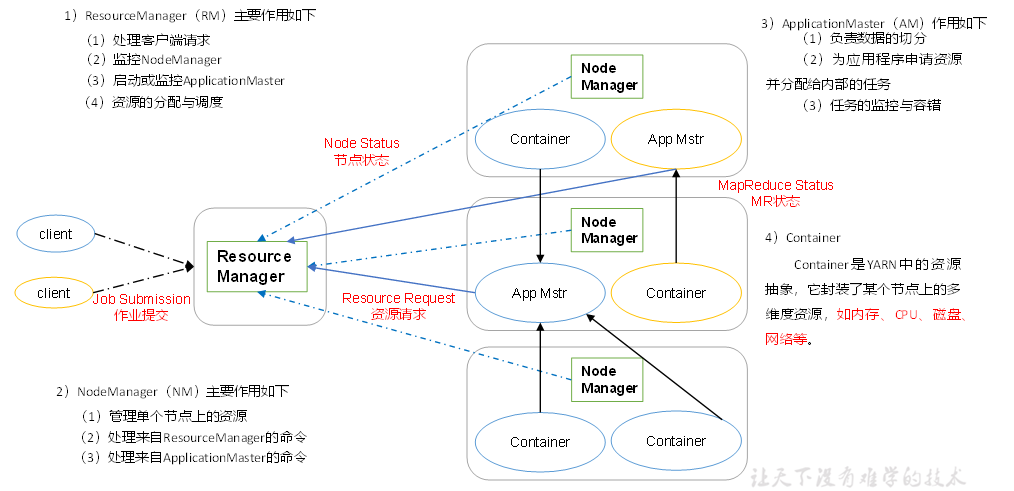 1）ResourceManager（RM）主要作用如下
（1）处理客户端请求
（2）监控NodeManager
（3）启动或监控ApplicationMaster
（4）资源的分配与调度
3）ApplicationMaster（AM）作用如下
（1）负责数据的切分
（2）为应用程序申请资源
并分配给内部的任务
（3）任务的监控与容错
Node
Manager
Container
App Mstr
Node Status
节点状态
MapReduce Status
MR状态
client
client
Job Submission
作业提交
Resource
Manager
Resource Request
资源请求
Node
Manager
App Mstr
Container
4）Container
Container是YARN中的资源
抽象，它封装了某个节点上的多
维度资源，如内存、CPU、磁盘、
网络等。
Node
Manager
Container
Container
2）NodeManager（NM）主要作用如下
（1）管理单个节点上的资源
（2）处理来自ResourceManager的命令
（3）处理来自ApplicationMaster的命令
让天下没有难学的技术